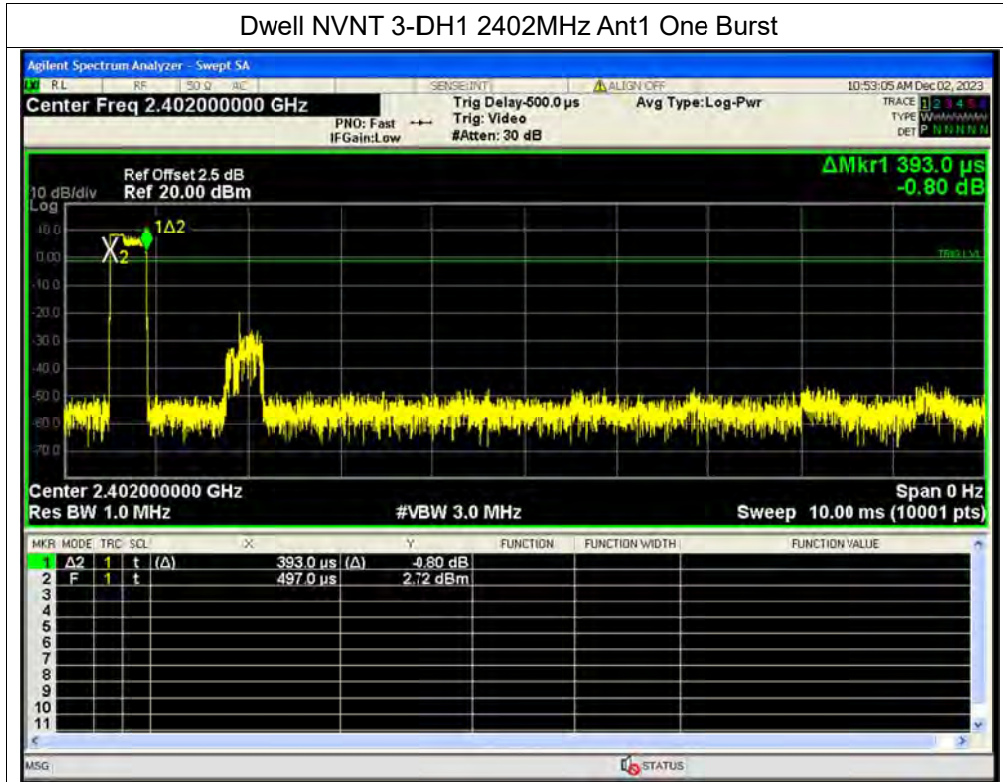 Dwell NVNT 3-DH1 2402MHz Ant1 One Burst
Agilent Spectrum Analyzer - Swept SA
RL RF 50 Ω AC SENSE:INT ALIGN OFF 10:53:05 AM Dec 02, 2023
Center Freq 2.402000000 GHz
PNO: Fast
IFGain:Low
Trig Delay-500.0 µs
Trig: Video
#Atten: 30 dB
Avg Type:Log-Pwr
TRACE 1 2 3 4 5 6
TYPE W
DET P N N N N N
ΔMkr1 393.0 µs
-0.80 dB
Ref Offset 2.5 dB
10 dB/div Ref 20.00 dBm
Log
10.0
0.00
-10.0
-20.0
-30.0
-40.0
-50.0
-60.0
-70.0
1Δ2
X2
TRIG LVL
Center 2.402000000 GHz Span 0 Hz
Res BW 1.0 MHz #VBW 3.0 MHz Sweep 10.00 ms (10001 pts)
MKR MODE TRC SCL X Y FUNCTION FUNCTION WIDTH FUNCTION VALUE
1 Δ2 1 t (Δ) 393.0 µs (Δ) -0.80 dB
2 F 1 t 497.0 µs 2.72 dBm
3
4
5
6
7
8
9
10
11
MSG STATUS